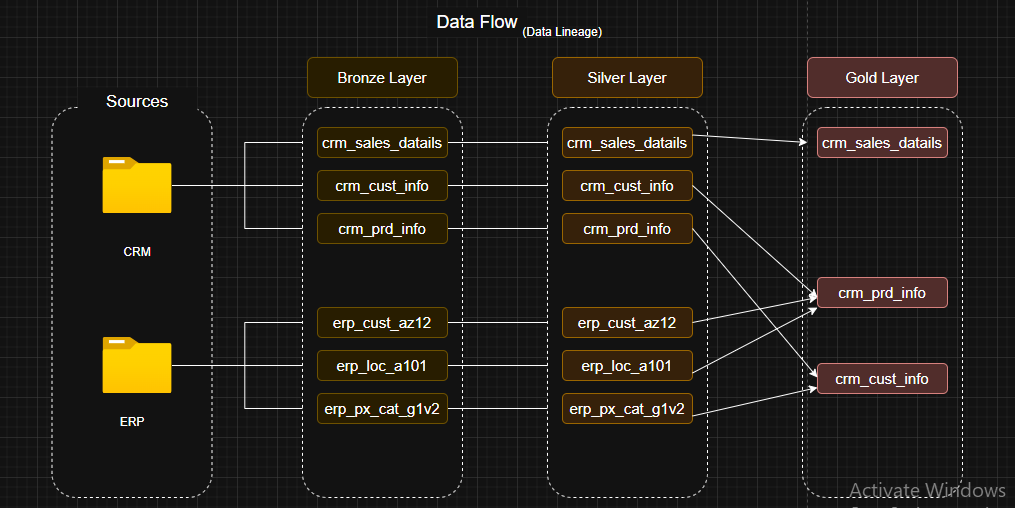 Data Flow (Data Lineage)
Bronze Layer
Silver Layer
Gold Layer
Sources
crm_sales_datails
crm_sales_datails
crm_sales_datails
crm_cust_info
crm_cust_info
crm_prd_info
crm_prd_info
CRM
crm_prd_info
erp_cust_az12
erp_cust_az12
erp_loc_a101
erp_loc_a101
crm_cust_info
erp_px_cat_g1v2
erp_px_cat_g1v2
ERP
Activate Windows